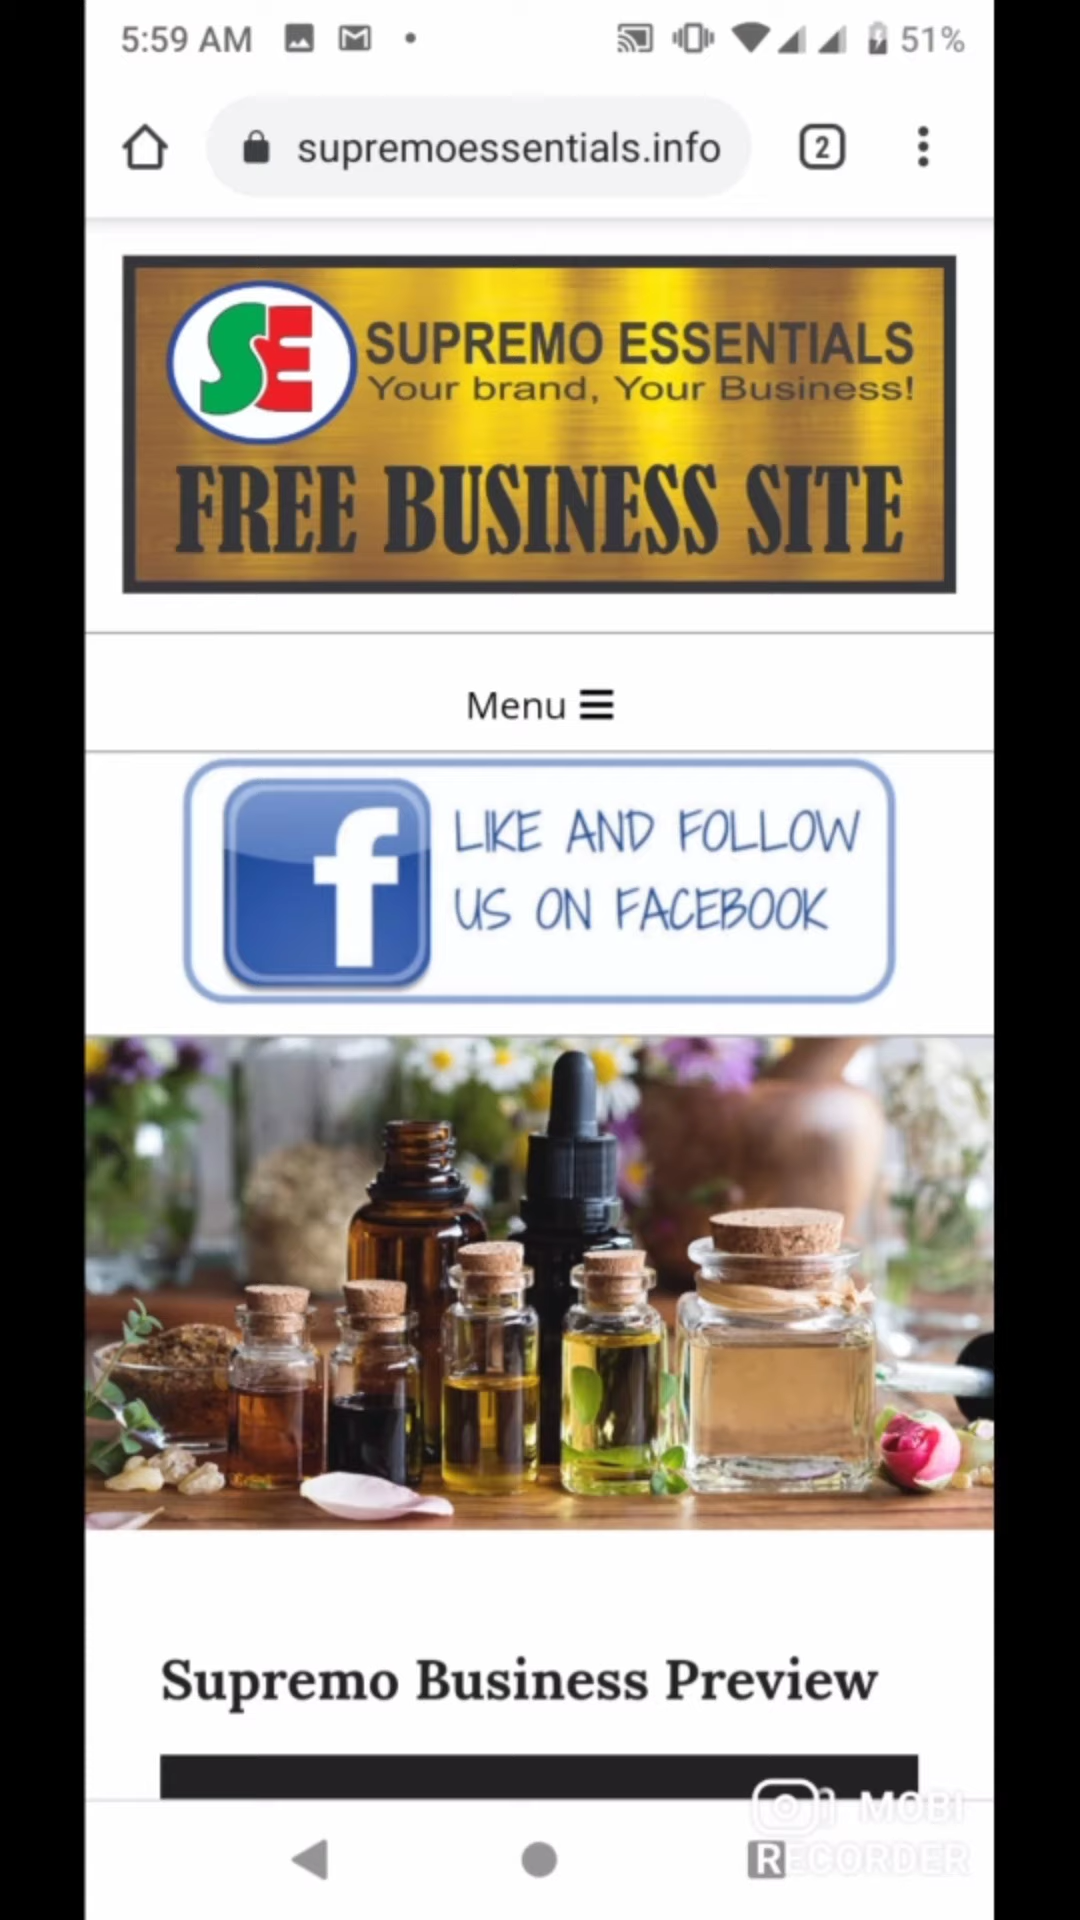 5:59 AM 51%
supremoessentials.info 2
SE SUPREMO ESSENTIALS
Your brand, Your Business!
FREE BUSINESS SITE
Menu
f LIKE AND FOLLOW
US ON FACEBOOK
Supremo Business Preview
MOBI
RECORDER